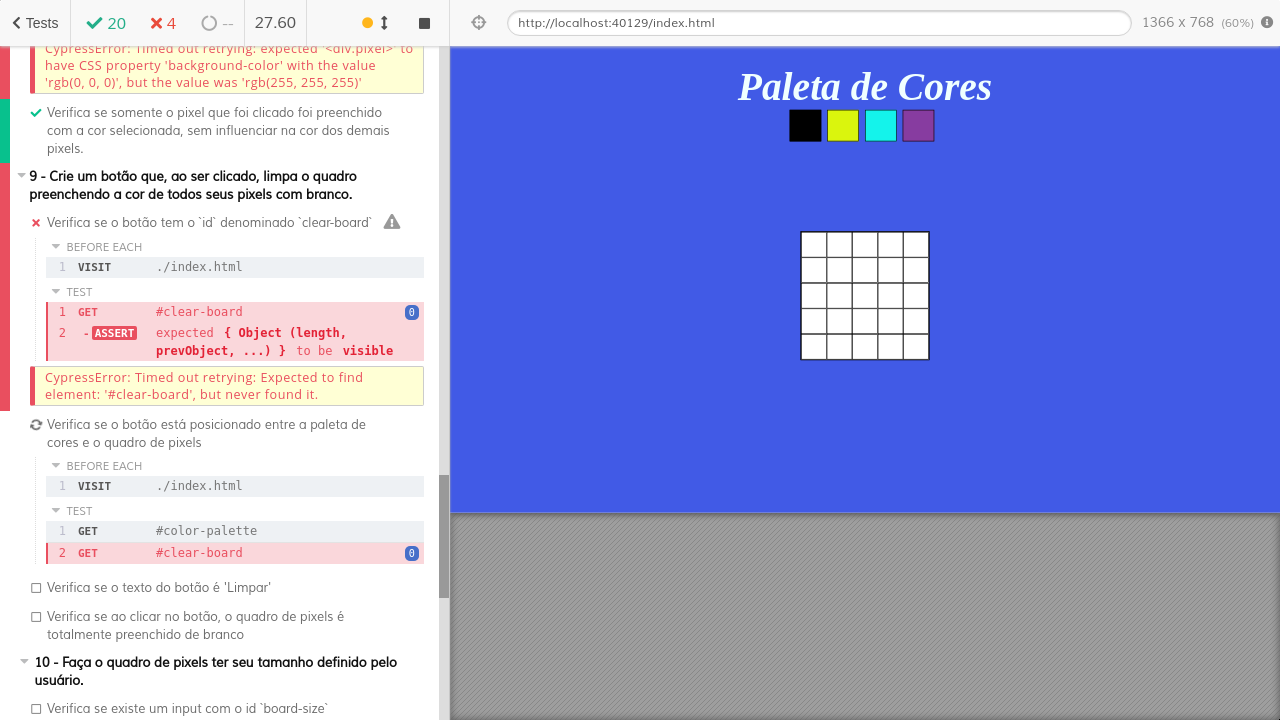 Tests 20 4 -- 27.60 http://localhost:40129/index.html 1366 x 768 (60%)
CypressError: Timed out retrying: expected '<div.pixel>' to
have CSS property 'background-color' with the value
'rgb(0, 0, 0)', but the value was 'rgb(255, 255, 255)'
Verifica se somente o pixel que foi clicado foi preenchido
com a cor selecionada, sem influenciar na cor dos demais
pixels.
9 - Crie um botão que, ao ser clicado, limpa o quadro
preenchendo a cor de todos seus pixels com branco.
Verifica se o botão tem o `id` denominado `clear-board`
BEFORE EACH
1 VISIT ./index.html
TEST
1 GET #clear-board 0
2 -ASSERT expected { Object (length,
prevObject, ...) } to be visible
CypressError: Timed out retrying: Expected to find
element: '#clear-board', but never found it.
Verifica se o botão está posicionado entre a paleta de
cores e o quadro de pixels
BEFORE EACH
1 VISIT ./index.html
TEST
1 GET #color-palette
2 GET #clear-board 0
Verifica se o texto do botão é 'Limpar'
Verifica se ao clicar no botão, o quadro de pixels é
totalmente preenchido de branco
10 - Faça o quadro de pixels ter seu tamanho definido pelo
usuário.
Verifica se existe um input com o id `board-size`
Paleta de Cores